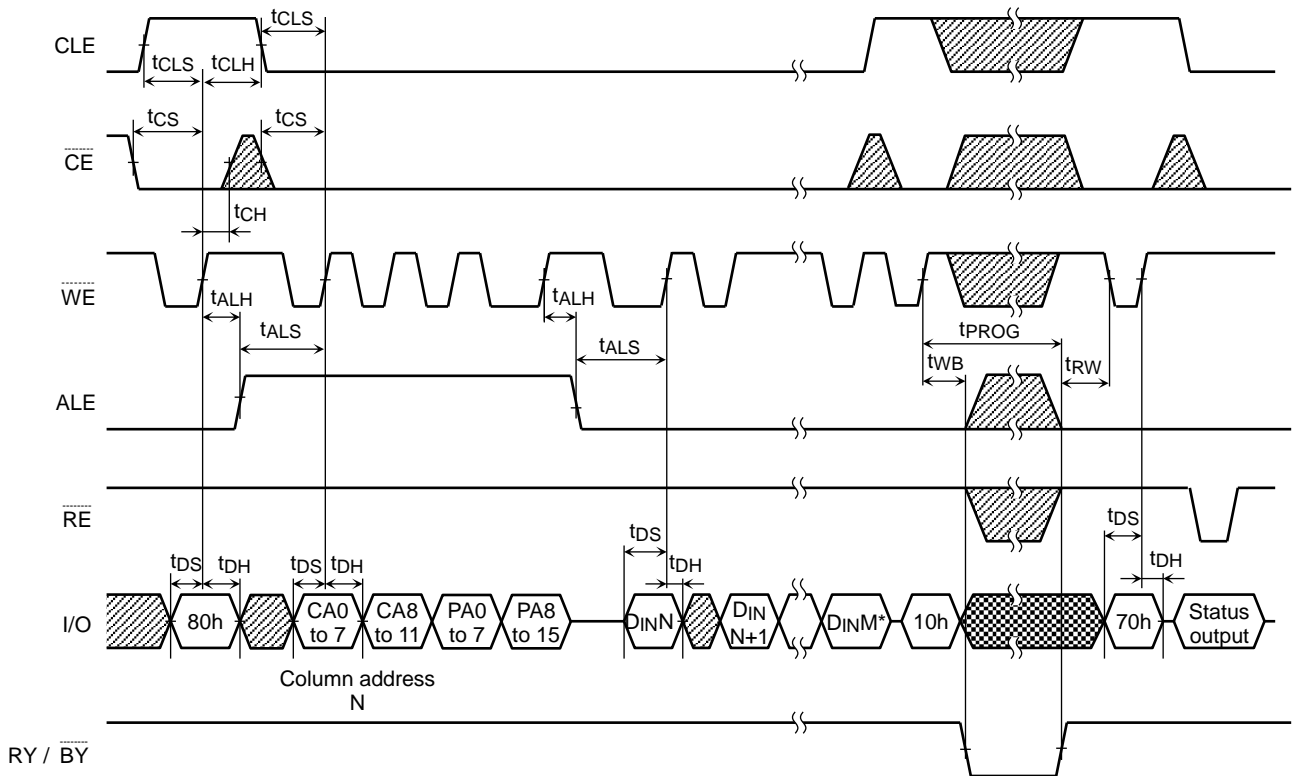 CLE
tCLS
tCLS
tCLH
CE
tCS
tCS
tCH
WE
tALH
tALS
tALH
tALS
tPROG
tWB
tRW
ALE
RE
tDS
tDH
tDS
tDH
tDS
tDH
tDS
tDH
I/O
80h
CA0
to 7
CA8
to 11
PA0
to 7
PA8
to 15
DINN
DIN
N+1
DINM*
10h
70h
Status
output
Column address
N
RY / BY